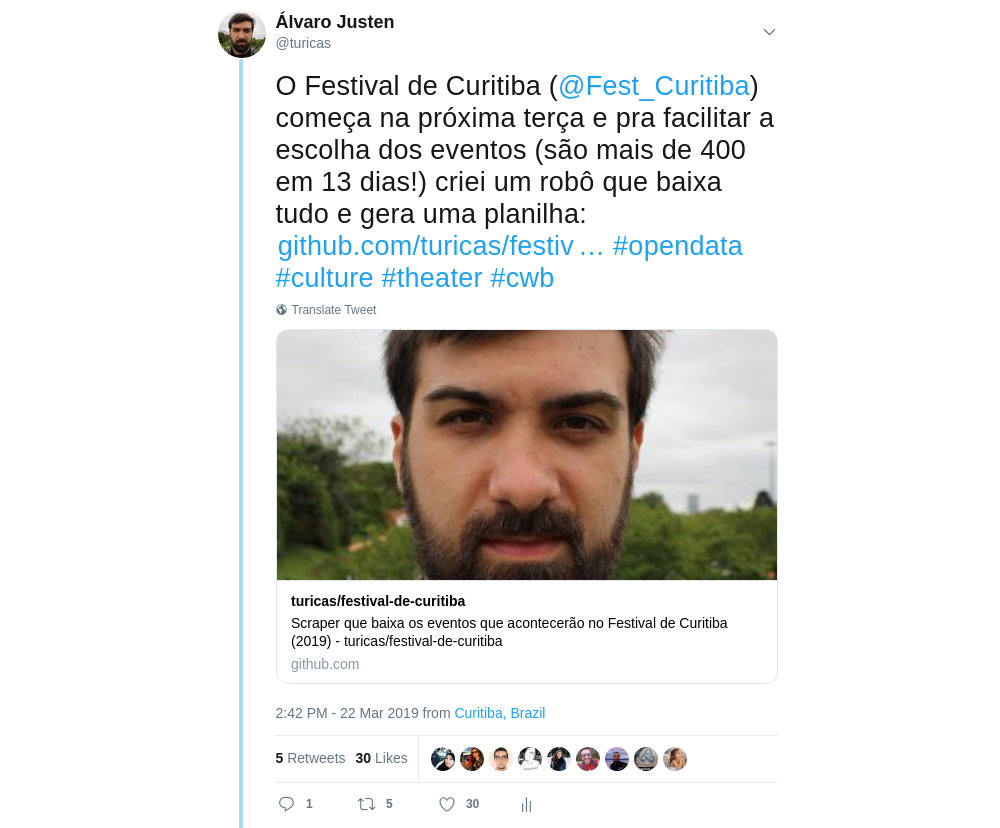 Álvaro Justen
@turicas
O Festival de Curitiba (@Fest_Curitiba)
começa na próxima terça e pra facilitar a
escolha dos eventos (são mais de 400
em 13 dias!) criei um robô que baixa
tudo e gera uma planilha:
github.com/turicas/festiv… #opendata
#culture #theater #cwb
Translate Tweet
turicas/festival-de-curitiba
Scraper que baixa os eventos que acontecerão no Festival de Curitiba
(2019) - turicas/festival-de-curitiba
github.com
2:42 PM - 22 Mar 2019 from Curitiba, Brazil
5 Retweets 30 Likes
1 5 30